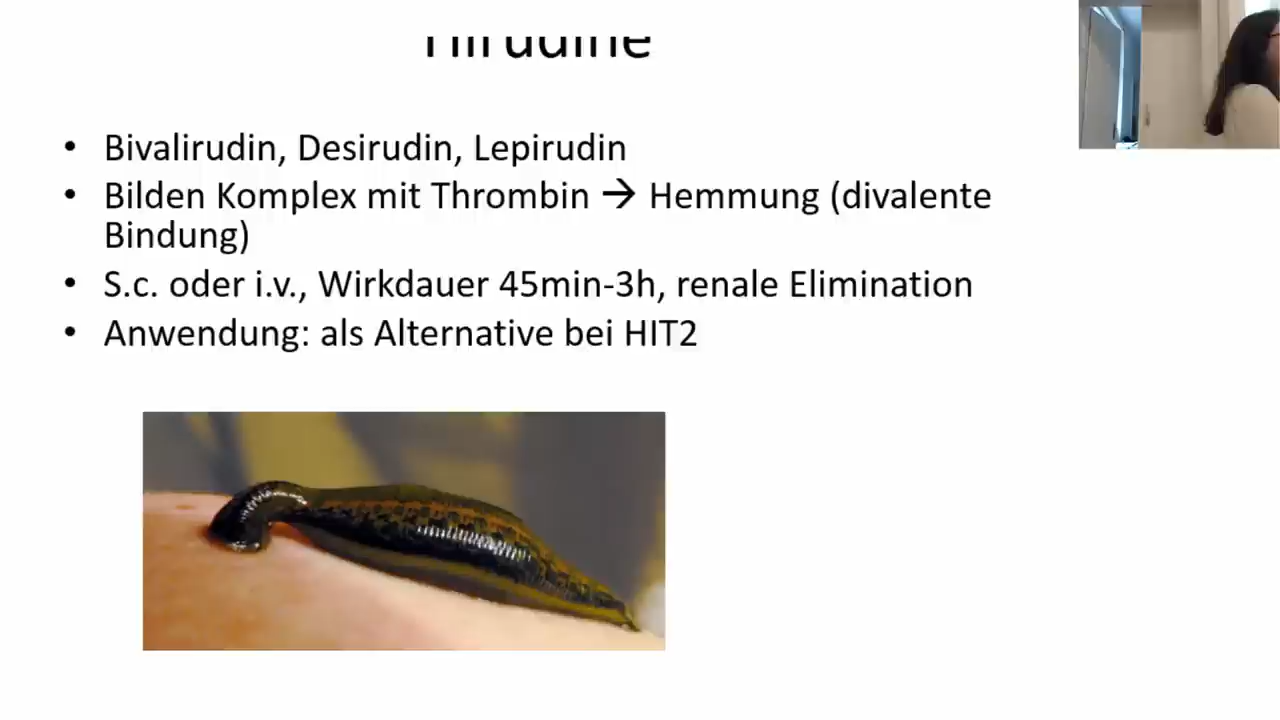 Hirudine
• Bivalirudin, Desirudin, Lepirudin
• Bilden Komplex mit Thrombin → Hemmung (divalente
Bindung)
• S.c. oder i.v., Wirkdauer 45min-3h, renale Elimination
• Anwendung: als Alternative bei HIT2